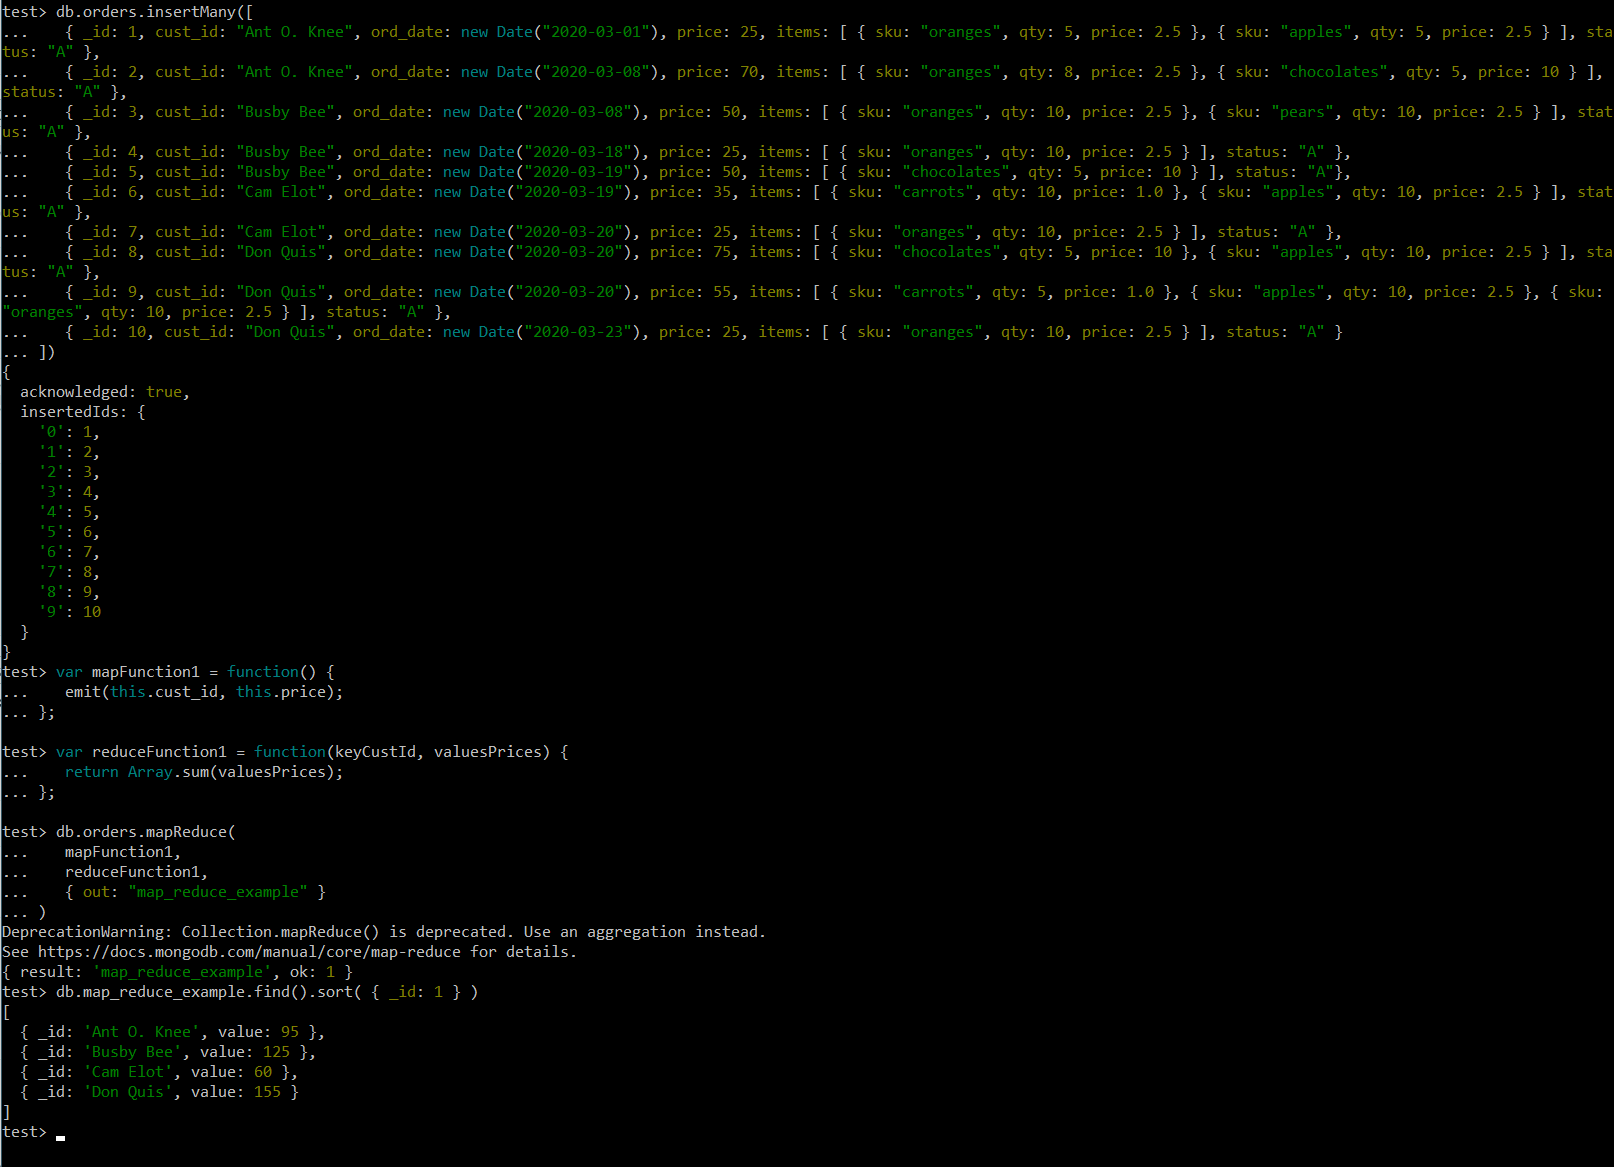 test> db.orders.insertMany([
...    { _id: 1, cust_id: "Ant O. Knee", ord_date: new Date("2020-03-01"), price: 25, items: [ { sku: "oranges", qty: 5, price: 2.5 }, { sku: "apples", qty: 5, price: 2.5 } ], sta
tus: "A" },
...    { _id: 2, cust_id: "Ant O. Knee", ord_date: new Date("2020-03-08"), price: 70, items: [ { sku: "oranges", qty: 8, price: 2.5 }, { sku: "chocolates", qty: 5, price: 10 } ],
status: "A" },
...    { _id: 3, cust_id: "Busby Bee", ord_date: new Date("2020-03-08"), price: 50, items: [ { sku: "oranges", qty: 10, price: 2.5 }, { sku: "pears", qty: 10, price: 2.5 } ], stat
us: "A" },
...    { _id: 4, cust_id: "Busby Bee", ord_date: new Date("2020-03-18"), price: 25, items: [ { sku: "oranges", qty: 10, price: 2.5 } ], status: "A" },
...    { _id: 5, cust_id: "Busby Bee", ord_date: new Date("2020-03-19"), price: 50, items: [ { sku: "chocolates", qty: 5, price: 10 } ], status: "A"},
...    { _id: 6, cust_id: "Cam Elot", ord_date: new Date("2020-03-19"), price: 35, items: [ { sku: "carrots", qty: 10, price: 1.0 }, { sku: "apples", qty: 10, price: 2.5 } ], stat
us: "A" },
...    { _id: 7, cust_id: "Cam Elot", ord_date: new Date("2020-03-20"), price: 25, items: [ { sku: "oranges", qty: 10, price: 2.5 } ], status: "A" },
...    { _id: 8, cust_id: "Don Quis", ord_date: new Date("2020-03-20"), price: 75, items: [ { sku: "chocolates", qty: 5, price: 10 }, { sku: "apples", qty: 10, price: 2.5 } ], sta
tus: "A" },
...    { _id: 9, cust_id: "Don Quis", ord_date: new Date("2020-03-20"), price: 55, items: [ { sku: "carrots", qty: 5, price: 1.0 }, { sku: "apples", qty: 10, price: 2.5 }, { sku:
"oranges", qty: 10, price: 2.5 } ], status: "A" },
...    { _id: 10, cust_id: "Don Quis", ord_date: new Date("2020-03-23"), price: 25, items: [ { sku: "oranges", qty: 10, price: 2.5 } ], status: "A" }
... ])
{
  acknowledged: true,
  insertedIds: {
    '0': 1,
    '1': 2,
    '2': 3,
    '3': 4,
    '4': 5,
    '5': 6,
    '6': 7,
    '7': 8,
    '8': 9,
    '9': 10
  }
}
test> var mapFunction1 = function() {
...    emit(this.cust_id, this.price);
... };

test> var reduceFunction1 = function(keyCustId, valuesPrices) {
...    return Array.sum(valuesPrices);
... };

test> db.orders.mapReduce(
...    mapFunction1,
...    reduceFunction1,
...    { out: "map_reduce_example" }
... )
DeprecationWarning: Collection.mapReduce() is deprecated. Use an aggregation instead.
See https://docs.mongodb.com/manual/core/map-reduce for details.
{ result: 'map_reduce_example', ok: 1 }
test> db.map_reduce_example.find().sort( { _id: 1 } )
[
  { _id: 'Ant O. Knee', value: 95 },
  { _id: 'Busby Bee', value: 125 },
  { _id: 'Cam Elot', value: 60 },
  { _id: 'Don Quis', value: 155 }
]
test>